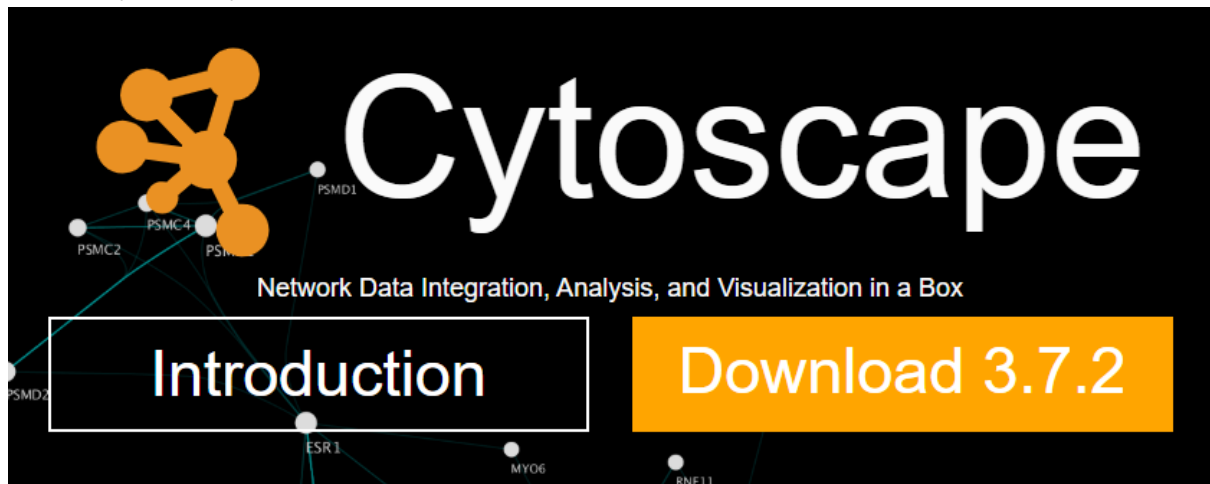 Cytoscape
PSMD1
PSMC4
PSMC2
Network Data Integration, Analysis, and Visualization in a Box
Introduction
Download 3.7.2
PSMD2
ESR1
MYO6
RNF11